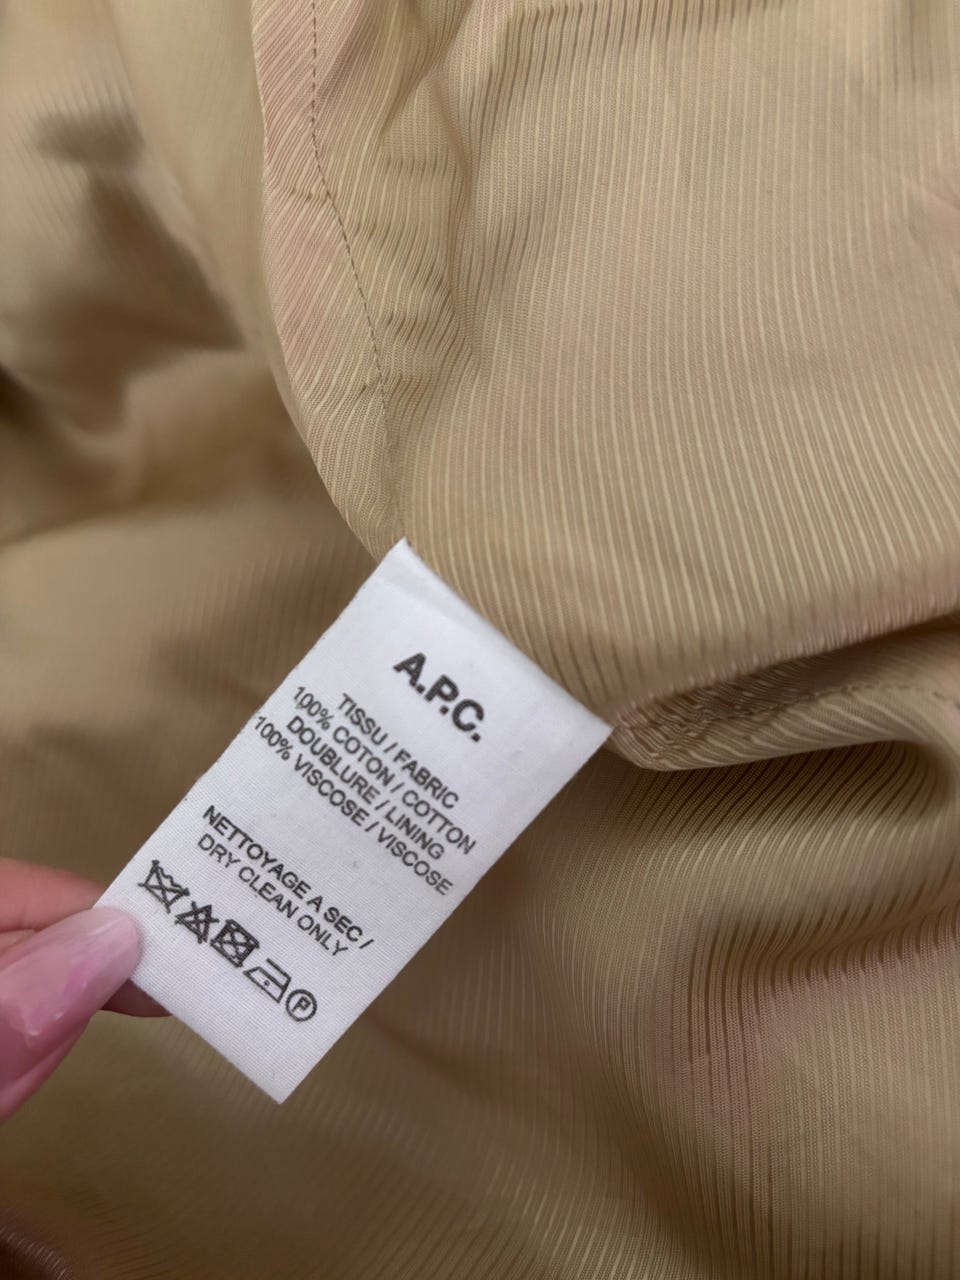 A.P.C.
TISSU / FABRIC
100% COTON / COTTON
DOUBLURE / LINING
100% VISCOSE / VISCOSE
NETTOYAGE A SEC /
DRY CLEAN ONLY
P